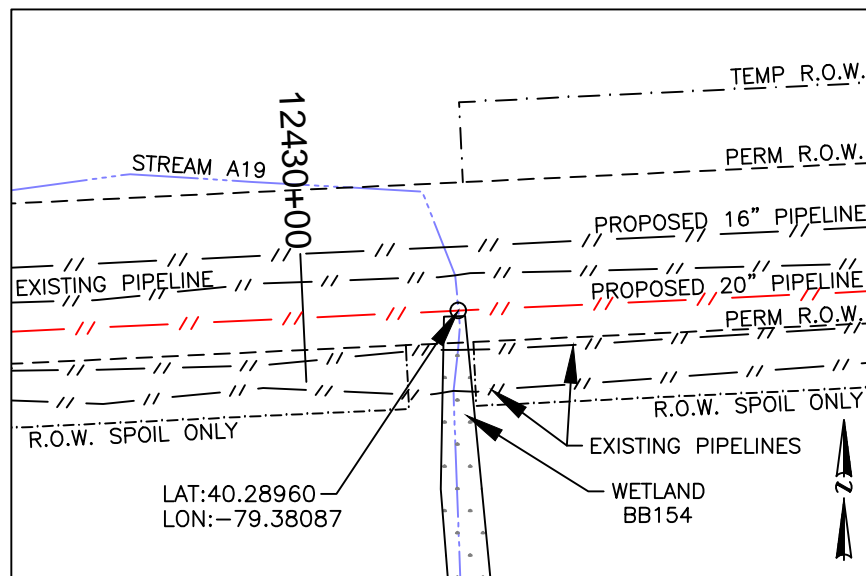 TEMP R.O.W.
12430+00
STREAM A19
PERM R.O.W.
PROPOSED 16" PIPELINE
EXISTING PIPELINE
PROPOSED 20" PIPELINE
PERM R.O.W.
R.O.W. SPOIL ONLY
R.O.W. SPOIL ONLY
EXISTING PIPELINES
LAT:40.28960
LON:-79.38087
WETLAND
BB154
N